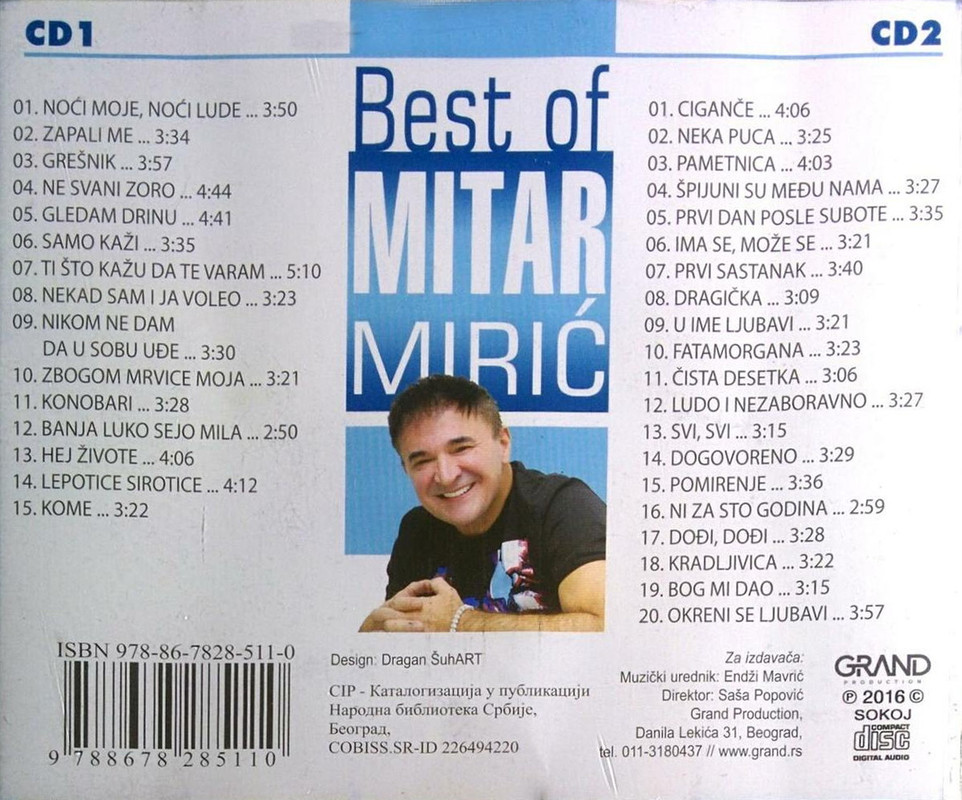 CD 1
CD 2
Best of
MITAR
MIRIĆ
01. NOĆI MOJE, NOĆI LUDE ... 3:50
02. ZAPALI ME ... 3:34
03. GREŠNIK ... 3:57
04. NE SVANI ZORO ... 4:44
05. GLEDAM DRINU ... 4:41
06. SAMO KAŽI ... 3:35
07. TI ŠTO KAŽU DA TE VARAM ... 5:10
08. NEKAD SAM I JA VOLEO ... 3:23
09. NIKOM NE DAM
DA U SOBU UĐE ... 3:30
10. ZBOGOM MRVICE MOJA ... 3:21
11. KONOBARI ... 3:28
12. BANJA LUKO SEJO MILA ... 2:50
13. HEJ ŽIVOTE ... 4:06
14. LEPOTICE SIROTICE ... 4:12
15. KOME ... 3:22
01. CIGANČE ... 4:06
02. NEKA PUCA ... 3:25
03. PAMETNICA ... 4:03
04. ŠPIJUNI SU MEĐU NAMA ... 3:27
05. PRVI DAN POSLE SUBOTE ... 3:35
06. IMA SE, MOŽE SE ... 3:21
07. PRVI SASTANAK ... 3:40
08. DRAGIČKA ... 3:09
09. U IME LJUBAVI ... 3:21
10. FATAMORGANA ... 3:23
11. ČISTA DESETKA ... 3:06
12. LUDO I NEZABORAVNO ... 3:27
13. SVI, SVI ... 3:15
14. DOGOVORENO ... 3:29
15. POMIRENJE ... 3:36
16. NI ZA STO GODINA ... 2:59
17. DOĐI, DOĐI ... 3:28
18. KRADLJIVICA ... 3:22
19. BOG MI DAO ... 3:15
20. OKRENI SE LJUBAVI ... 3:57
ISBN 978-86-7828-511-0
9 788678 285110
Design: Dragan ŠuhART
CIP - Каталогизација у публикацији
Народна библиотека Србије,
Београд,
COBISS.SR-ID 226494220
Za izdavača:
Muzički urednik: Endži Mavrić
Direktor: Saša Popović
Grand Production,
Danila Lekića 31, Beograd,
tel. 011-3180437 // www.grand.rs
GRAND
PRODUCTION
℗ 2016 ©
SOKOJ
COMPACT
disc
DIGITAL AUDIO